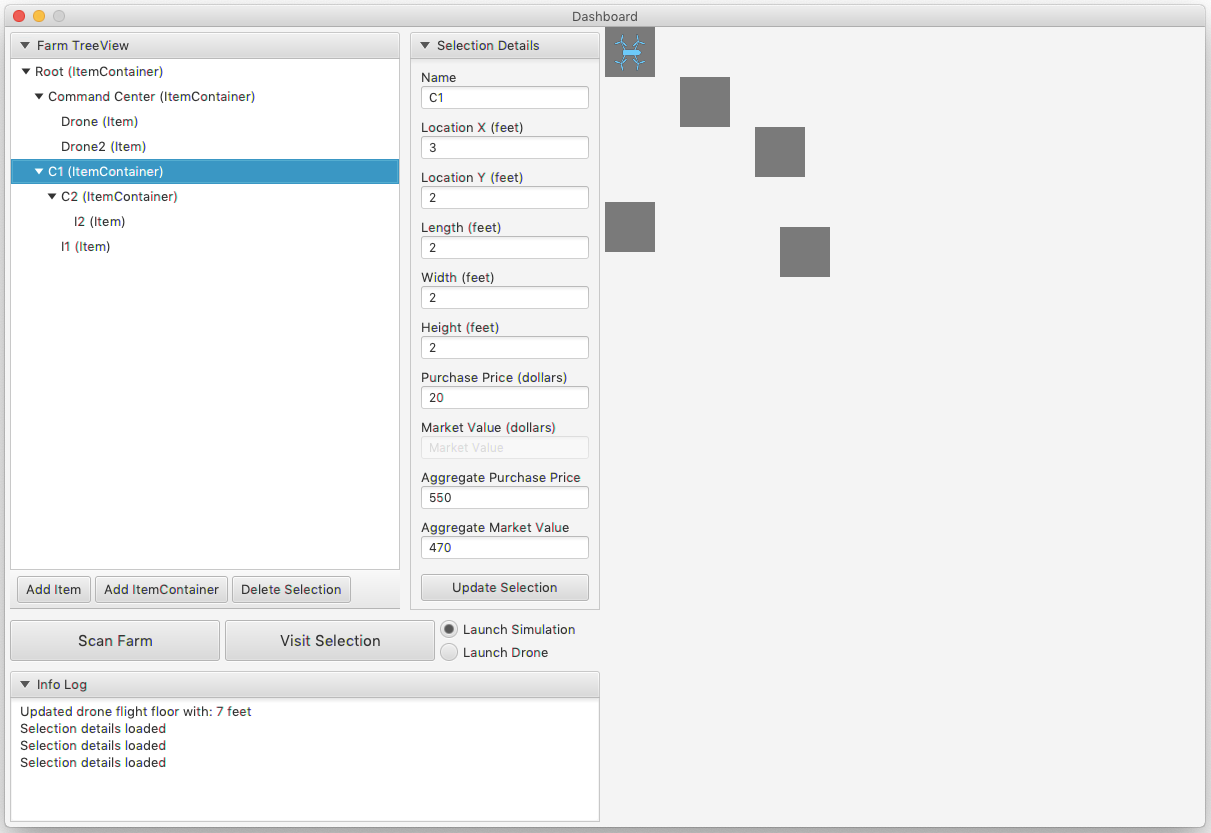 Dashboard
Farm TreeView
Root (ItemContainer)
Command Center (ItemContainer)
Drone (Item)
Drone2 (Item)
C1 (ItemContainer)
C2 (ItemContainer)
I2 (Item)
I1 (Item)
Add Item
Add ItemContainer
Delete Selection
Selection Details
Name
C1
Location X (feet)
3
Location Y (feet)
2
Length (feet)
2
Width (feet)
2
Height (feet)
2
Purchase Price (dollars)
20
Market Value (dollars)
Market Value
Aggregate Purchase Price
550
Aggregate Market Value
470
Update Selection
Scan Farm
Visit Selection
Launch Simulation
Launch Drone
Info Log
Updated drone flight floor with: 7 feet
Selection details loaded
Selection details loaded
Selection details loaded